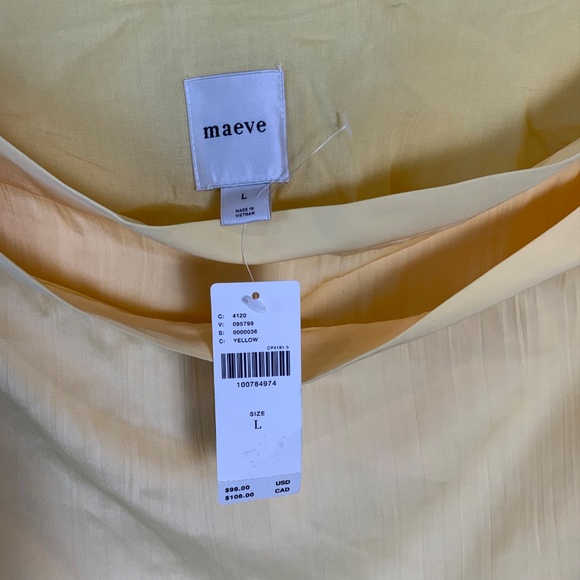 maeve
L
MADE IN
VIETNAM
C: 4120
V: 095799
S: 0000036
C: YELLOW
CP4181.5
100784974
SIZE
L
$98.00 USD
$108.00 CAD